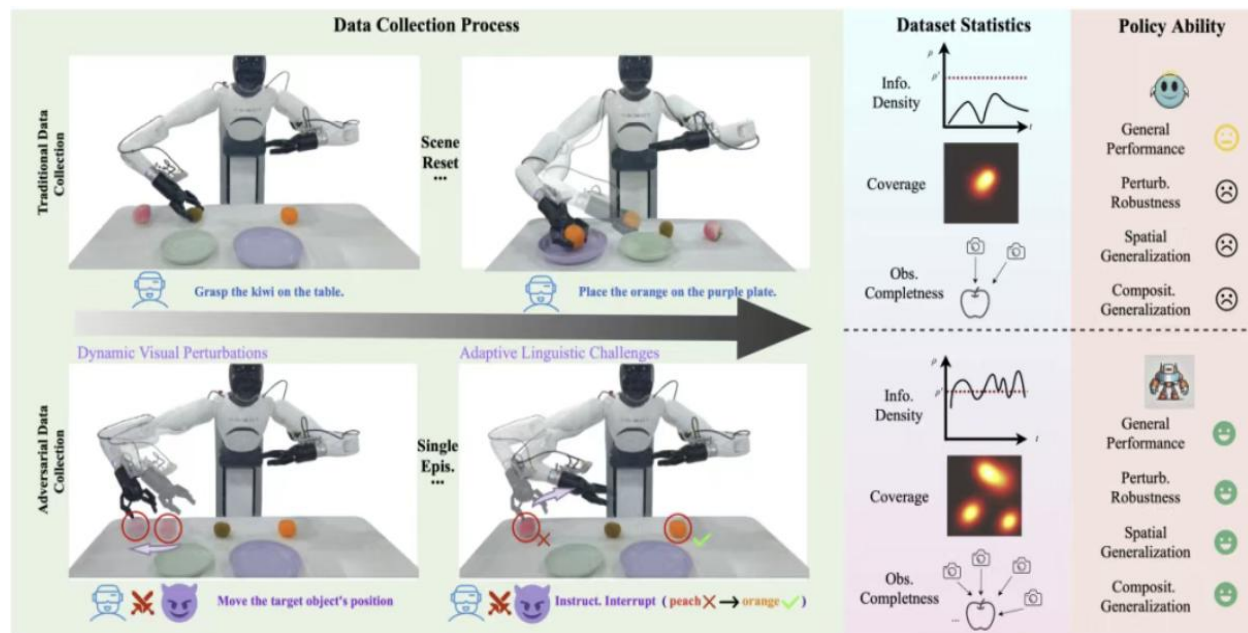 Data Collection Process
Dataset Statistics
Policy Ability
Traditional Data
Collection
Scene
Reset
...
Grasp the kiwi on the table.
Place the orange on the purple plate.
Info.
Density
ρ
ρ'
t
Coverage
Obs.
Completness
General
Performance
Perturb.
Robustness
Spatial
Generalization
Composit.
Generalization
Dynamic Visual Perturbations
Adaptive Linguistic Challenges
Adversarial Data
Collection
Single
Epis.
...
Move the target object's position
Instruct. Interrupt ( peach ✗ → orange ✓ )
Info.
Density
ρ
ρ'
t
Coverage
Obs.
Completness
...
General
Performance
Perturb.
Robustness
Spatial
Generalization
Composit.
Generalization